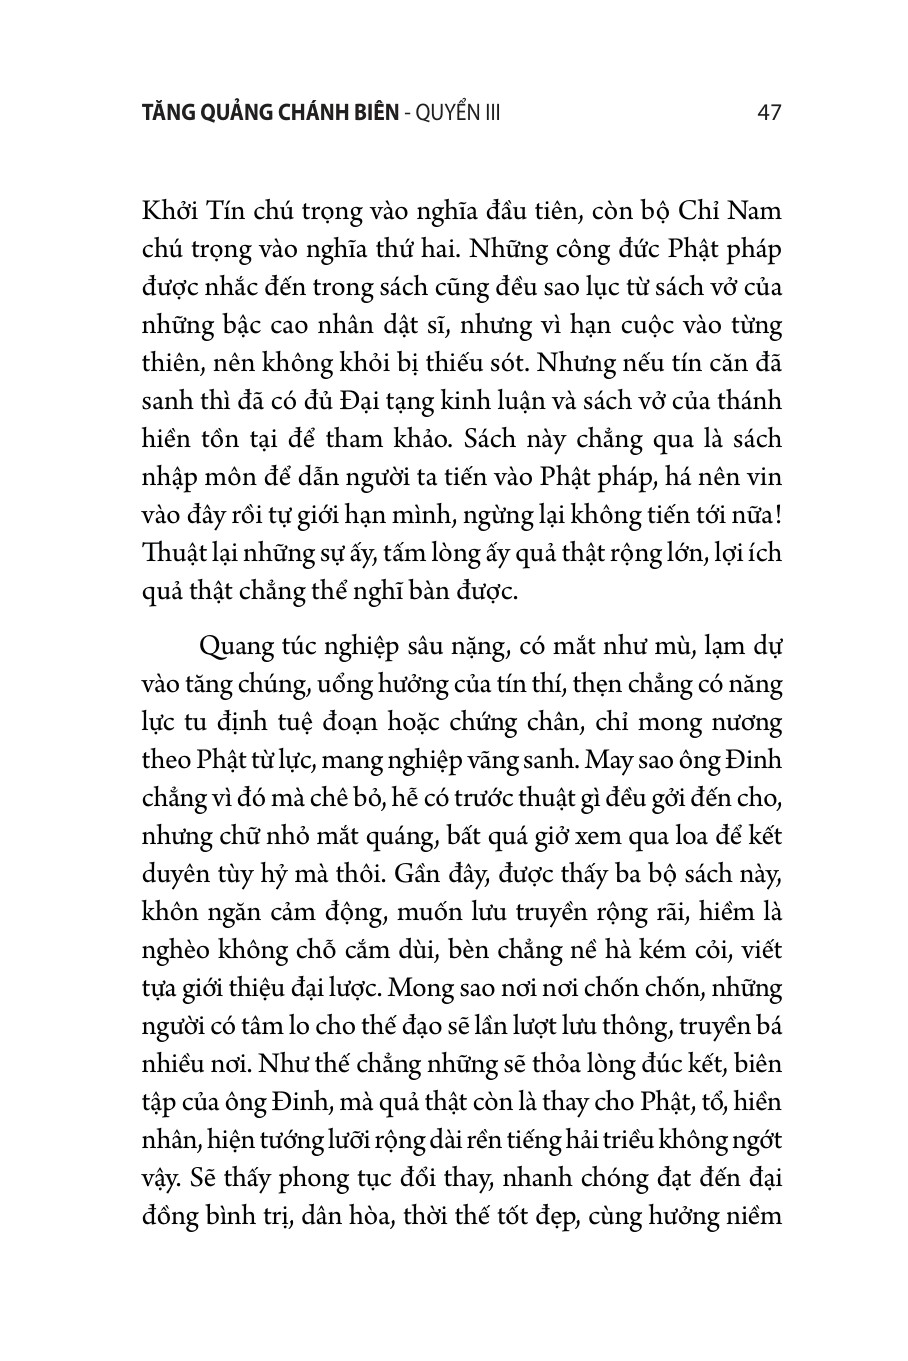 TĂNG QUẢNG CHÁNH BIÊN - QUYỂN III 47
Khởi Tín chú trọng vào nghĩa đầu tiên, còn bộ Chỉ Nam
chú trọng vào nghĩa thứ hai. Những công đức Phật pháp
được nhắc đến trong sách cũng đều sao lục từ sách vở của
những bậc cao nhân dật sĩ, nhưng vì hạn cuộc vào từng
thiên, nên không khỏi bị thiếu sót. Nhưng nếu tín căn đã
sanh thì đã có đủ Đại tạng kinh luận và sách vở của thánh
hiền tồn tại để tham khảo. Sách này chẳng qua là sách
nhập môn để dẫn người ta tiến vào Phật pháp, há nên vin
vào đây rồi tự giới hạn mình, ngừng lại không tiến tới nữa!
Thuật lại những sự ấy, tấm lòng ấy quả thật rộng lớn, lợi ích
quả thật chẳng thể nghĩ bàn được.
Quang túc nghiệp sâu nặng, có mắt như mù, lạm dự
vào tăng chúng, uổng hưởng của tín thí, thẹn chẳng có năng
lực tu định tuệ đoạn hoặc chứng chân, chỉ mong nương
theo Phật từ lực, mang nghiệp vãng sanh. May sao ông Đinh
chẳng vì đó mà chê bỏ, hễ có trước thuật gì đều gởi đến cho,
nhưng chữ nhỏ mắt quáng, bất quá giở xem qua loa để kết
duyên tùy hỷ mà thôi. Gần đây, được thấy ba bộ sách này,
khôn ngăn cảm động, muốn lưu truyền rộng rãi, hiềm là
nghèo không chỗ cắm dùi, bèn chẳng nề hà kém cỏi, viết
tựa giới thiệu đại lược. Mong sao nơi nơi chốn chốn, những
người có tâm lo cho thế đạo sẽ lần lượt lưu thông, truyền bá
nhiều nơi. Như thế chẳng những sẽ thỏa lòng đúc kết, biên
tập của ông Đinh, mà quả thật còn là thay cho Phật, tổ, hiền
nhân, hiện tướng lưỡi rộng dài rền tiếng hải triều không ngớt
vậy. Sẽ thấy phong tục đổi thay, nhanh chóng đạt đến đại
đồng bình trị, dân hòa, thời thế tốt đẹp, cùng hưởng niềm